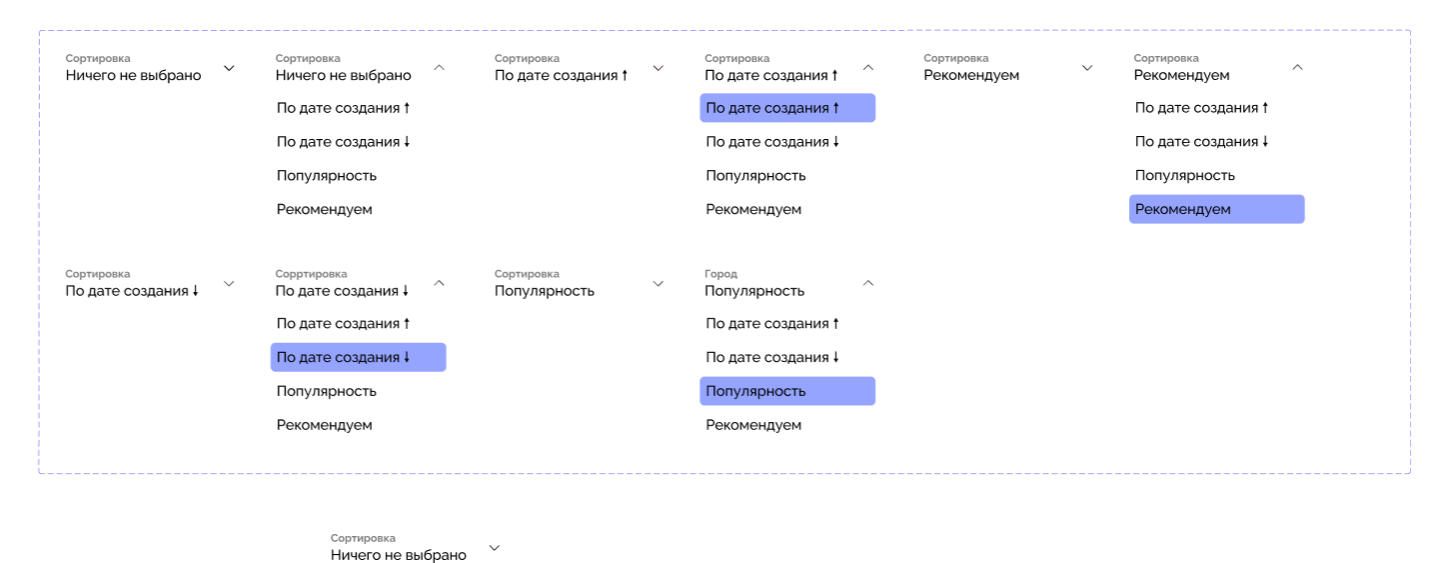 Сортировка
Ничего не выбрано
Сортировка
Ничего не выбрано
По дате создания ↑
По дате создания ↓
Популярность
Рекомендуем
Сортировка
По дате создания ↑
Сортировка
По дате создания ↑
По дате создания ↑
По дате создания ↓
Популярность
Рекомендуем
Сортировка
Рекомендуем
Сортировка
Рекомендуем
По дате создания ↑
По дате создания ↓
Популярность
Рекомендуем
Сортировка
По дате создания ↓
Сорртировка
По дате создания ↓
По дате создания ↑
По дате создания ↓
Популярность
Рекомендуем
Сортировка
Популярность
Город
Популярность
По дате создания ↑
По дате создания ↓
Популярность
Рекомендуем
Сортировка
Ничего не выбрано